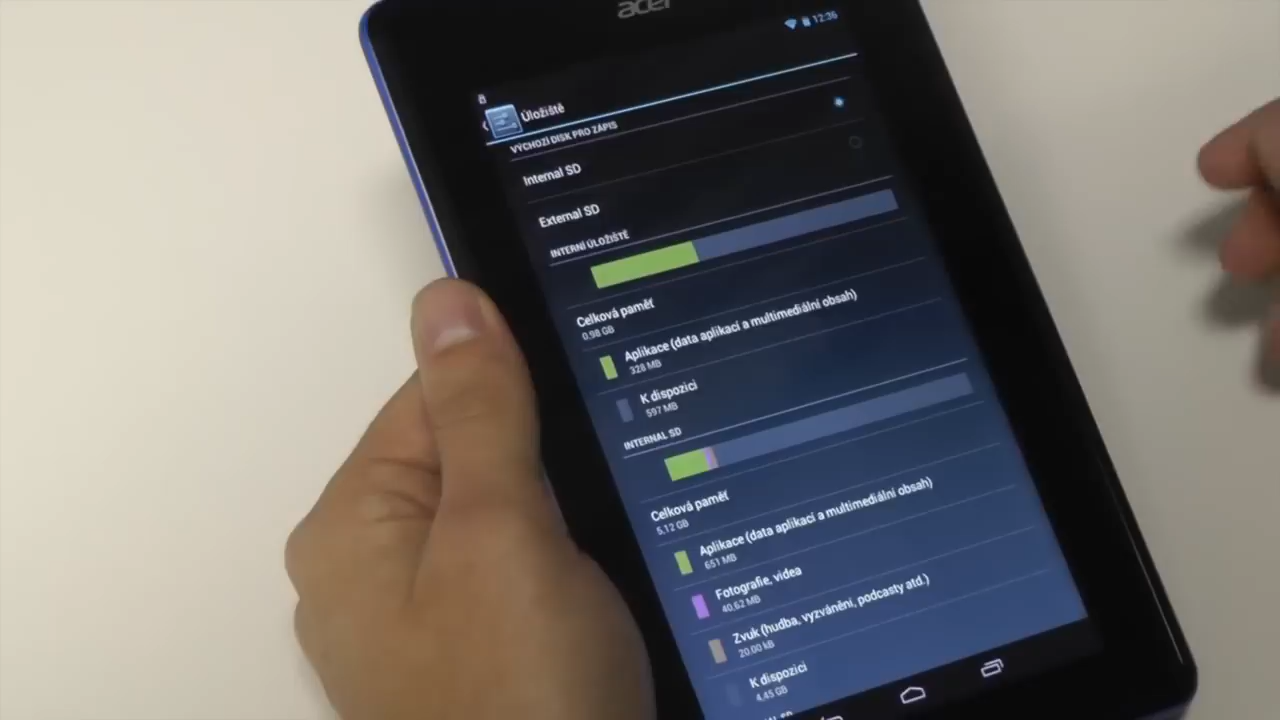 acer
12:36
Úložiště
VÝCHOZÍ DISK PRO ZÁPIS
Internal SD
External SD
INTERNÍ ÚLOŽIŠTĚ
Celková paměť
0,98 GB
Aplikace (data aplikací a multimediální obsah)
328 MB
K dispozici
597 MB
INTERNAL SD
Celková paměť
5,12 GB
Aplikace (data aplikací a multimediální obsah)
651 MB
Fotografie, videa
40,62 MB
Zvuk (hudba, vyzvánění, podcasty atd.)
20,00 kB
K dispozici
4,45 GB